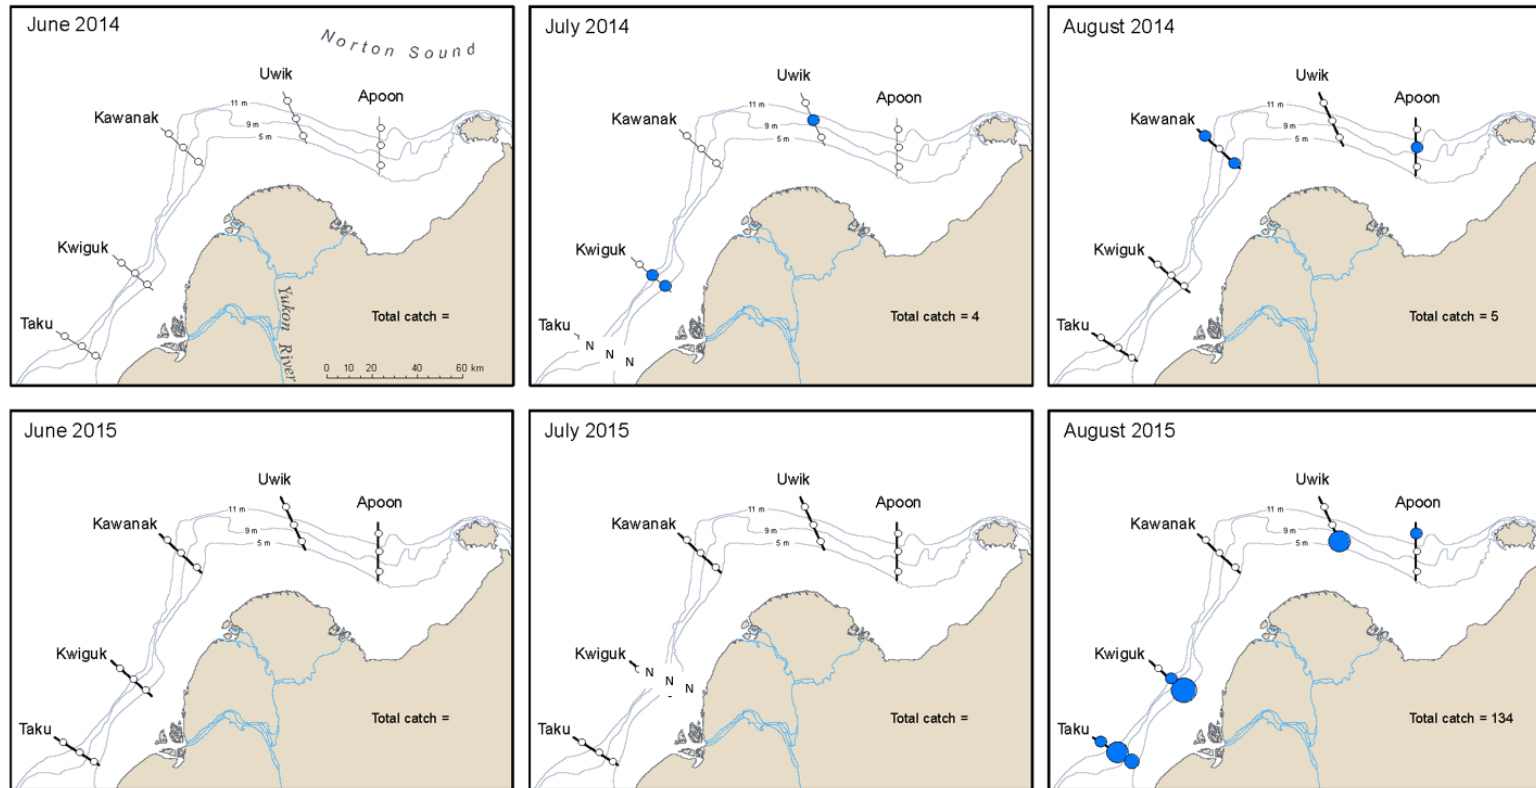 June 2014
Norton Sound
Uwik
Apoon
Kawanak
11 m
9 m
5 m
Kwiguk
Taku
Yukon River
Total catch =
0 10 20 40 60 km
July 2014
Uwik
Apoon
Kawanak
11 m
9 m
5 m
Kwiguk
Taku
N
N
N
Total catch = 4
August 2014
Uwik
Apoon
Kawanak
11 m
9 m
5 m
Kwiguk
Taku
Total catch = 5
June 2015
Uwik
Apoon
Kawanak
11 m
9 m
5 m
Kwiguk
Taku
Total catch =
July 2015
Uwik
Apoon
Kawanak
11 m
9 m
5 m
Kwiguk
N
N
N
Taku
Total catch =
August 2015
Uwik
Apoon
Kawanak
11 m
9 m
5 m
Kwiguk
Taku
Total catch = 134